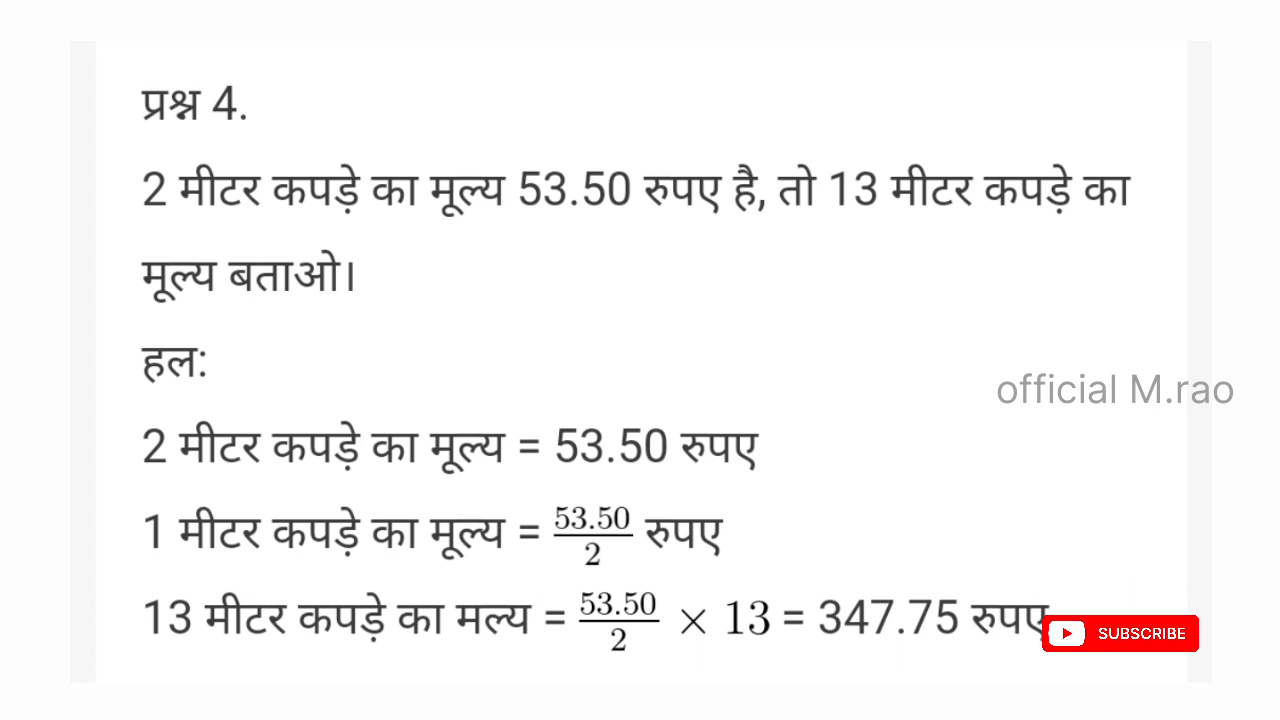 प्रश्न 4.
2 मीटर कपड़े का मूल्य 53.50 रुपए है, तो 13 मीटर कपड़े का
मूल्य बताओ।
हल:
official M.rao
2 मीटर कपड़े का मूल्य = 53.50 रुपए
1 मीटर कपड़े का मूल्य = 53.50/2 रुपए
13 मीटर कपड़े का मल्य = 53.50/2 × 13 = 347.75 रुपए
SUBSCRIBE